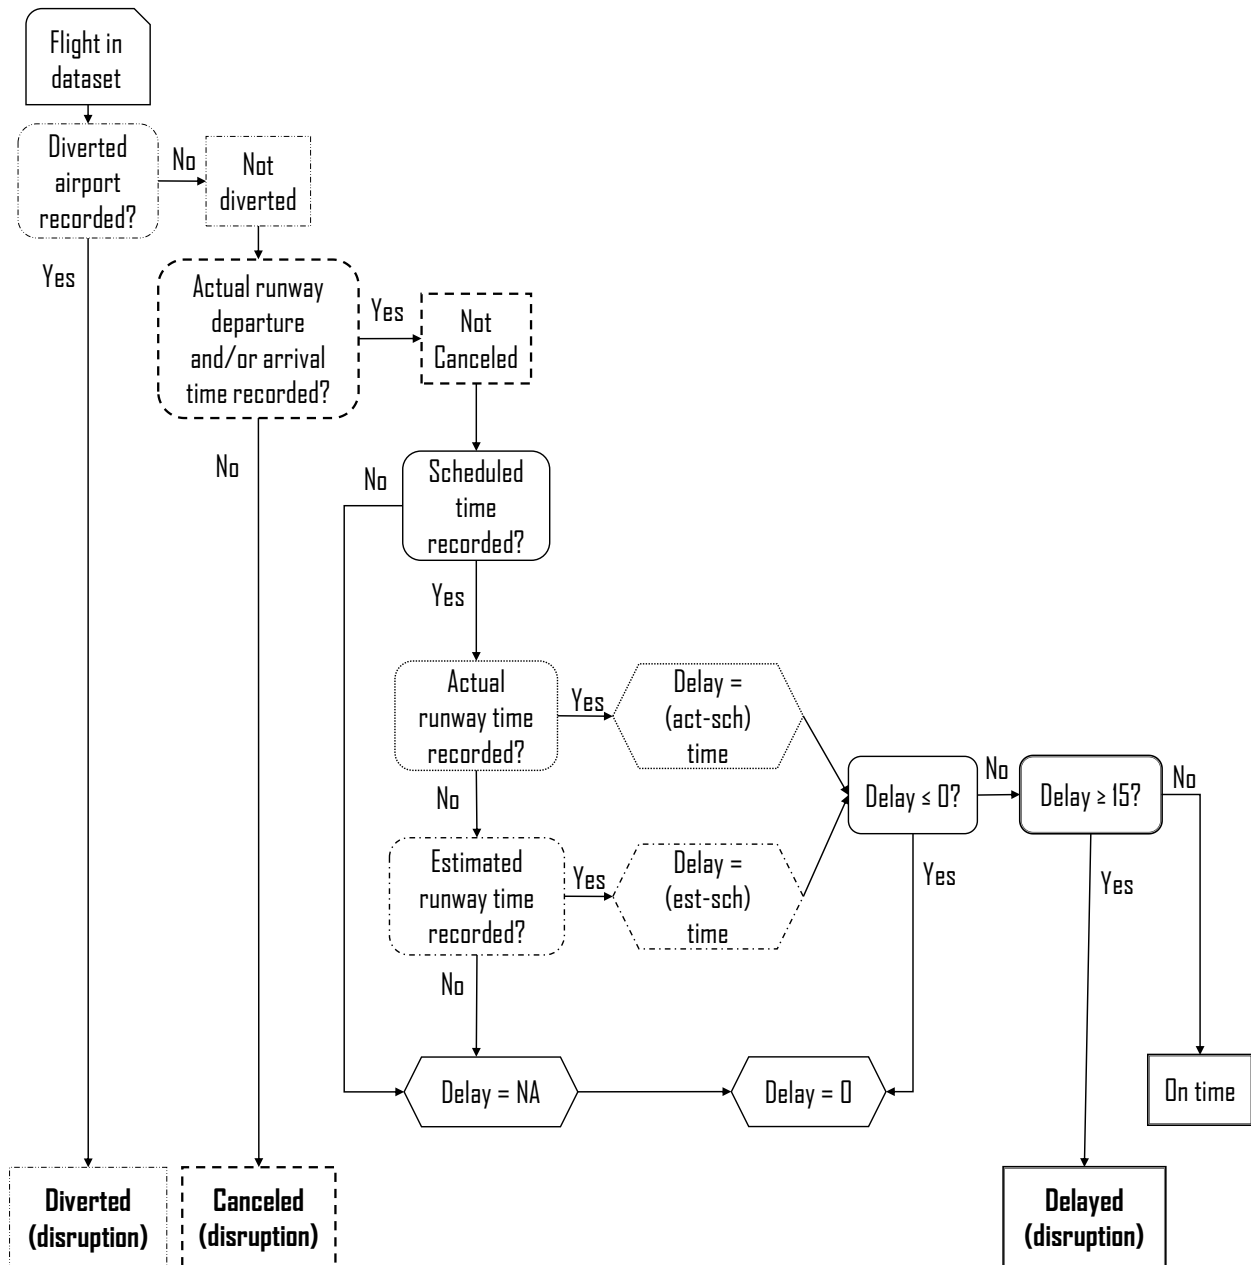 Flight in
dataset
Diverted
airport
recorded?
No
Not
diverted
Yes
Actual runway
departure
and/or arrival
time recorded?
Yes
Not
Canceled
No
No
Scheduled
time
recorded?
Yes
Actual
runway time
recorded?
Yes
Delay =
(act-sch)
time
No
Delay ≤ 0?
No
Delay ≥ 15?
No
Estimated
runway time
recorded?
Yes
Delay =
(est-sch)
time
Yes
Yes
No
Delay = NA
Delay = 0
On time
Diverted
(disruption)
Canceled
(disruption)
Delayed
(disruption)